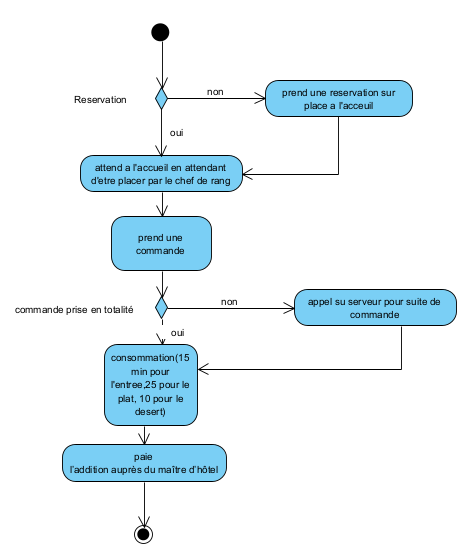 non
prend une reservation sur
place a l'acceuil
Reservation
oui
attend a l'accueil en attendant
d'etre placer par le chef de rang
prend une
commande
non
appel su serveur pour suite de
commande
commande prise en totalité
oui
consommation(15
min pour
l'entree,25 pour le
plat, 10 pour le
desert)
paie
l'addition auprès du maître d'hôtel